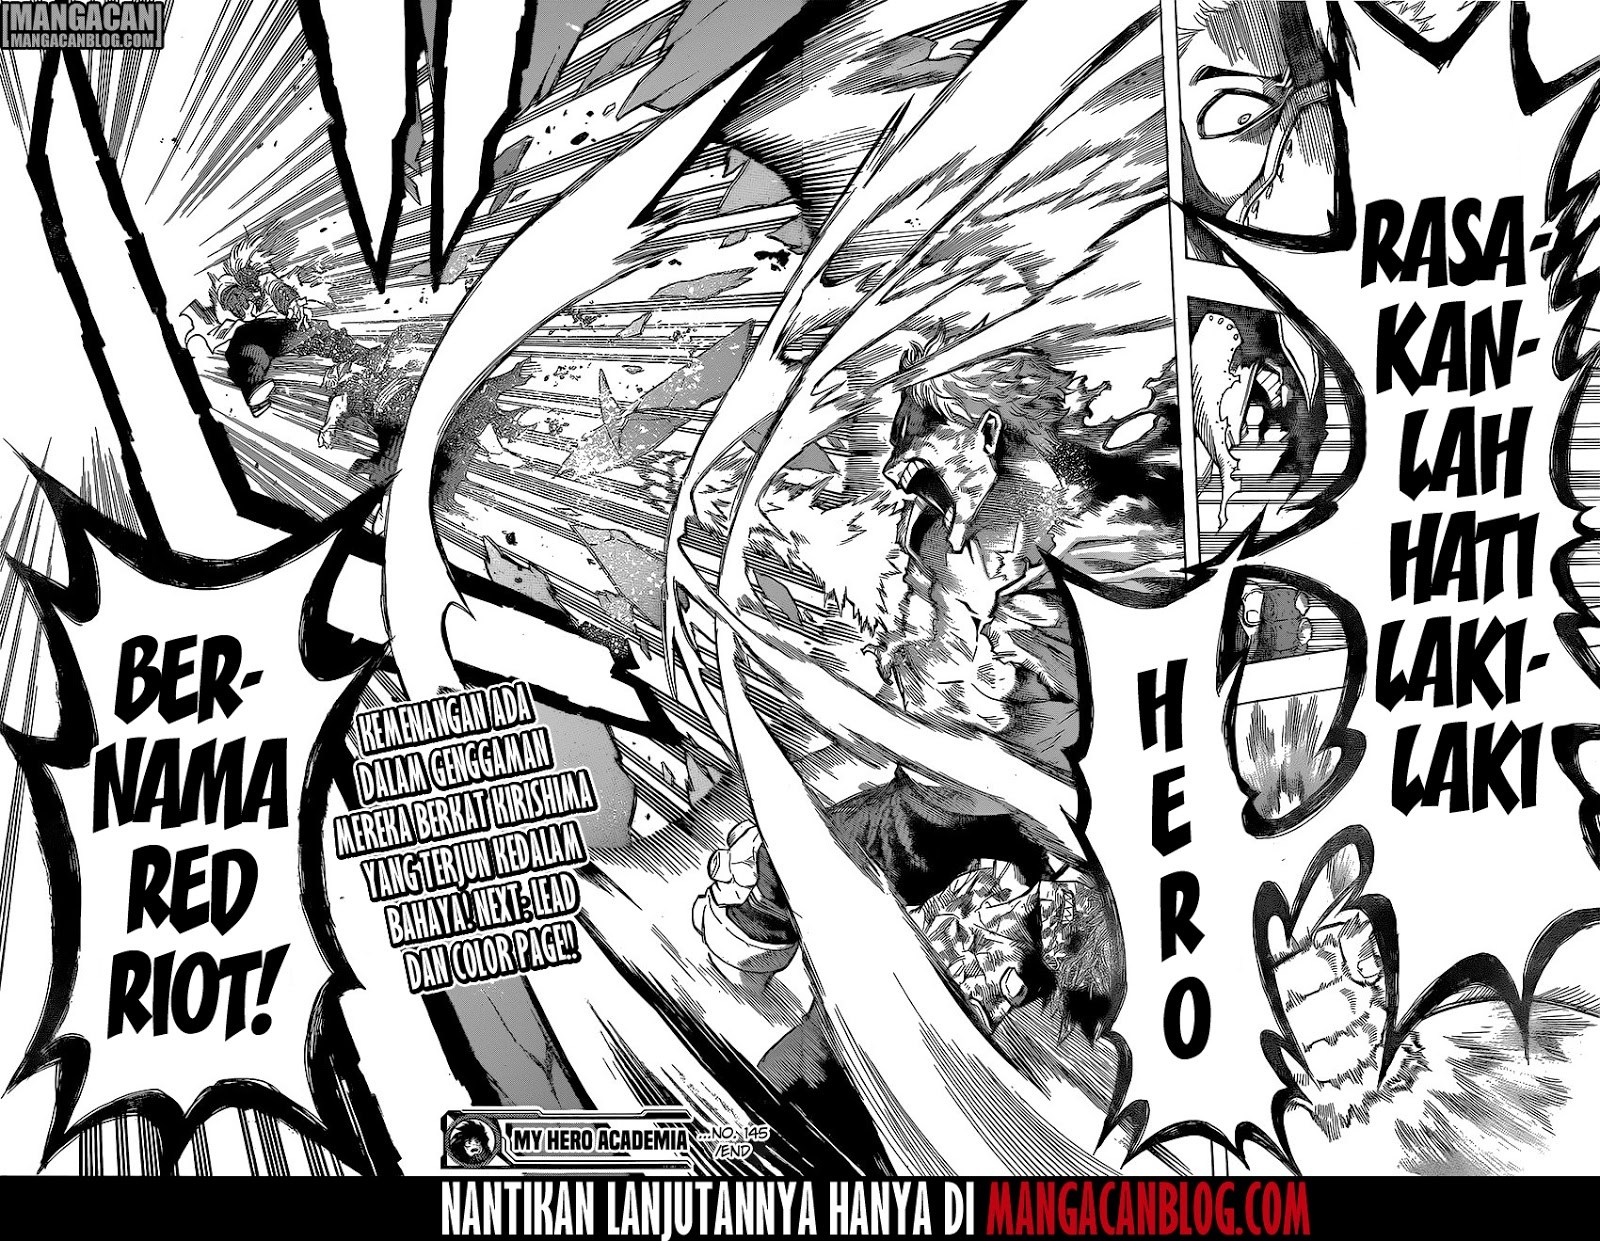 MANGACAN
MANGACANBLOG.COM
RASA-
KAN-
LAH
HATI
LAKI-
LAKI
HERO
BER-
NAMA
RED
RIOT!
KEMENANGAN ADA
DALAM GENGGAMAN
MEREKA BERKAT KIRISHIMA
YANG TERJUN KEDALAM
BAHAYA! NEXT: LEAD
DAN COLOR PAGE!!
MY HERO ACADEMIA ...NO. 145
/END
NANTIKAN LANJUTANNYA HANYA DI MANGACANBLOG.COM